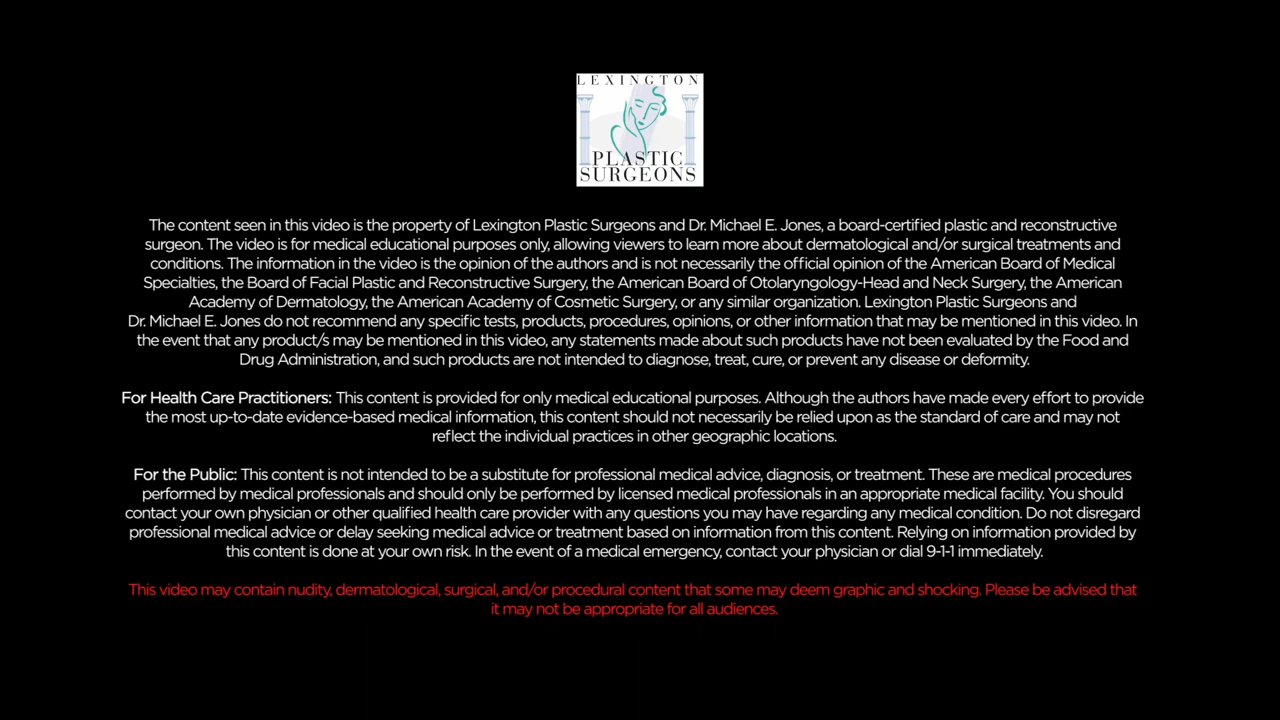 LEXINGTON
PLASTIC
SURGEONS
The content seen in this video is the property of Lexington Plastic Surgeons and Dr. Michael E. Jones, a board-certified plastic and reconstructive
surgeon. The video is for medical educational purposes only, allowing viewers to learn more about dermatological and/or surgical treatments and
conditions. The information in the video is the opinion of the authors and is not necessarily the official opinion of the American Board of Medical
Specialties, the Board of Facial Plastic and Reconstructive Surgery, the American Board of Otolaryngology-Head and Neck Surgery, the American
Academy of Dermatology, the American Academy of Cosmetic Surgery, or any similar organization. Lexington Plastic Surgeons and
Dr. Michael E. Jones do not recommend any specific tests, products, procedures, opinions, or other information that may be mentioned in this video. In
the event that any product/s may be mentioned in this video, any statements made about such products have not been evaluated by the Food and
Drug Administration, and such products are not intended to diagnose, treat, cure, or prevent any disease or deformity.
For Health Care Practitioners: This content is provided for only medical educational purposes. Although the authors have made every effort to provide
the most up-to-date evidence-based medical information, this content should not necessarily be relied upon as the standard of care and may not
reflect the individual practices in other geographic locations.
For the Public: This content is not intended to be a substitute for professional medical advice, diagnosis, or treatment. These are medical procedures
performed by medical professionals and should only be performed by licensed medical professionals in an appropriate medical facility. You should
contact your own physician or other qualified health care provider with any questions you may have regarding any medical condition. Do not disregard
professional medical advice or delay seeking medical advice or treatment based on information from this content. Relying on information provided by
this content is done at your own risk. In the event of a medical emergency, contact your physician or dial 9-1-1 immediately.
This video may contain nudity, dermatological, surgical, and/or procedural content that some may deem graphic and shocking. Please be advised that
it may not be appropriate for all audiences.